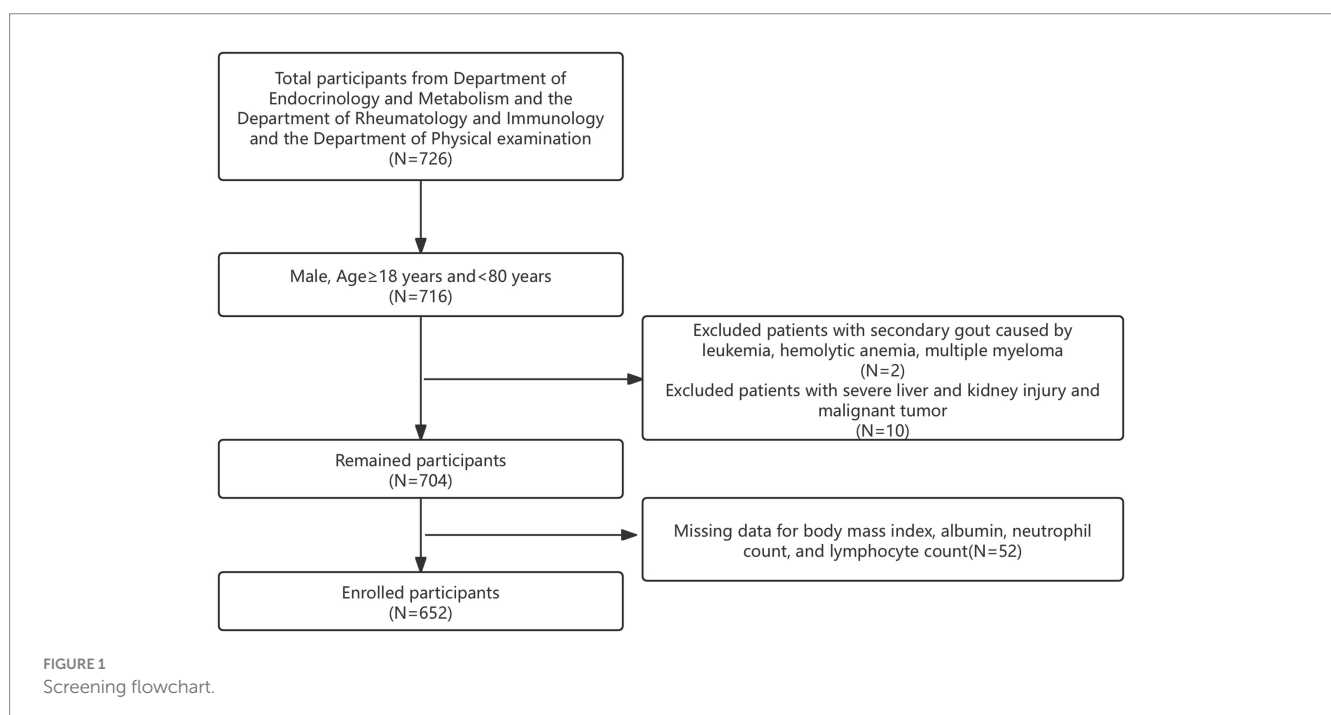 Total participants from Department of
Endocrinology and Metabolism and the
Department of Rheumatology and Immunology
and the Department of Physical examination
(N=726)
Male, Age≥18 years and<80 years
(N=716)
Excluded patients with secondary gout caused by
leukemia, hemolytic anemia, multiple myeloma
(N=2)
Excluded patients with severe liver and kidney injury and
malignant tumor
(N=10)
Remained participants
(N=704)
Missing data for body mass index, albumin, neutrophil
count, and lymphocyte count(N=52)
Enrolled participants
(N=652)
FIGURE 1
Screening flowchart.